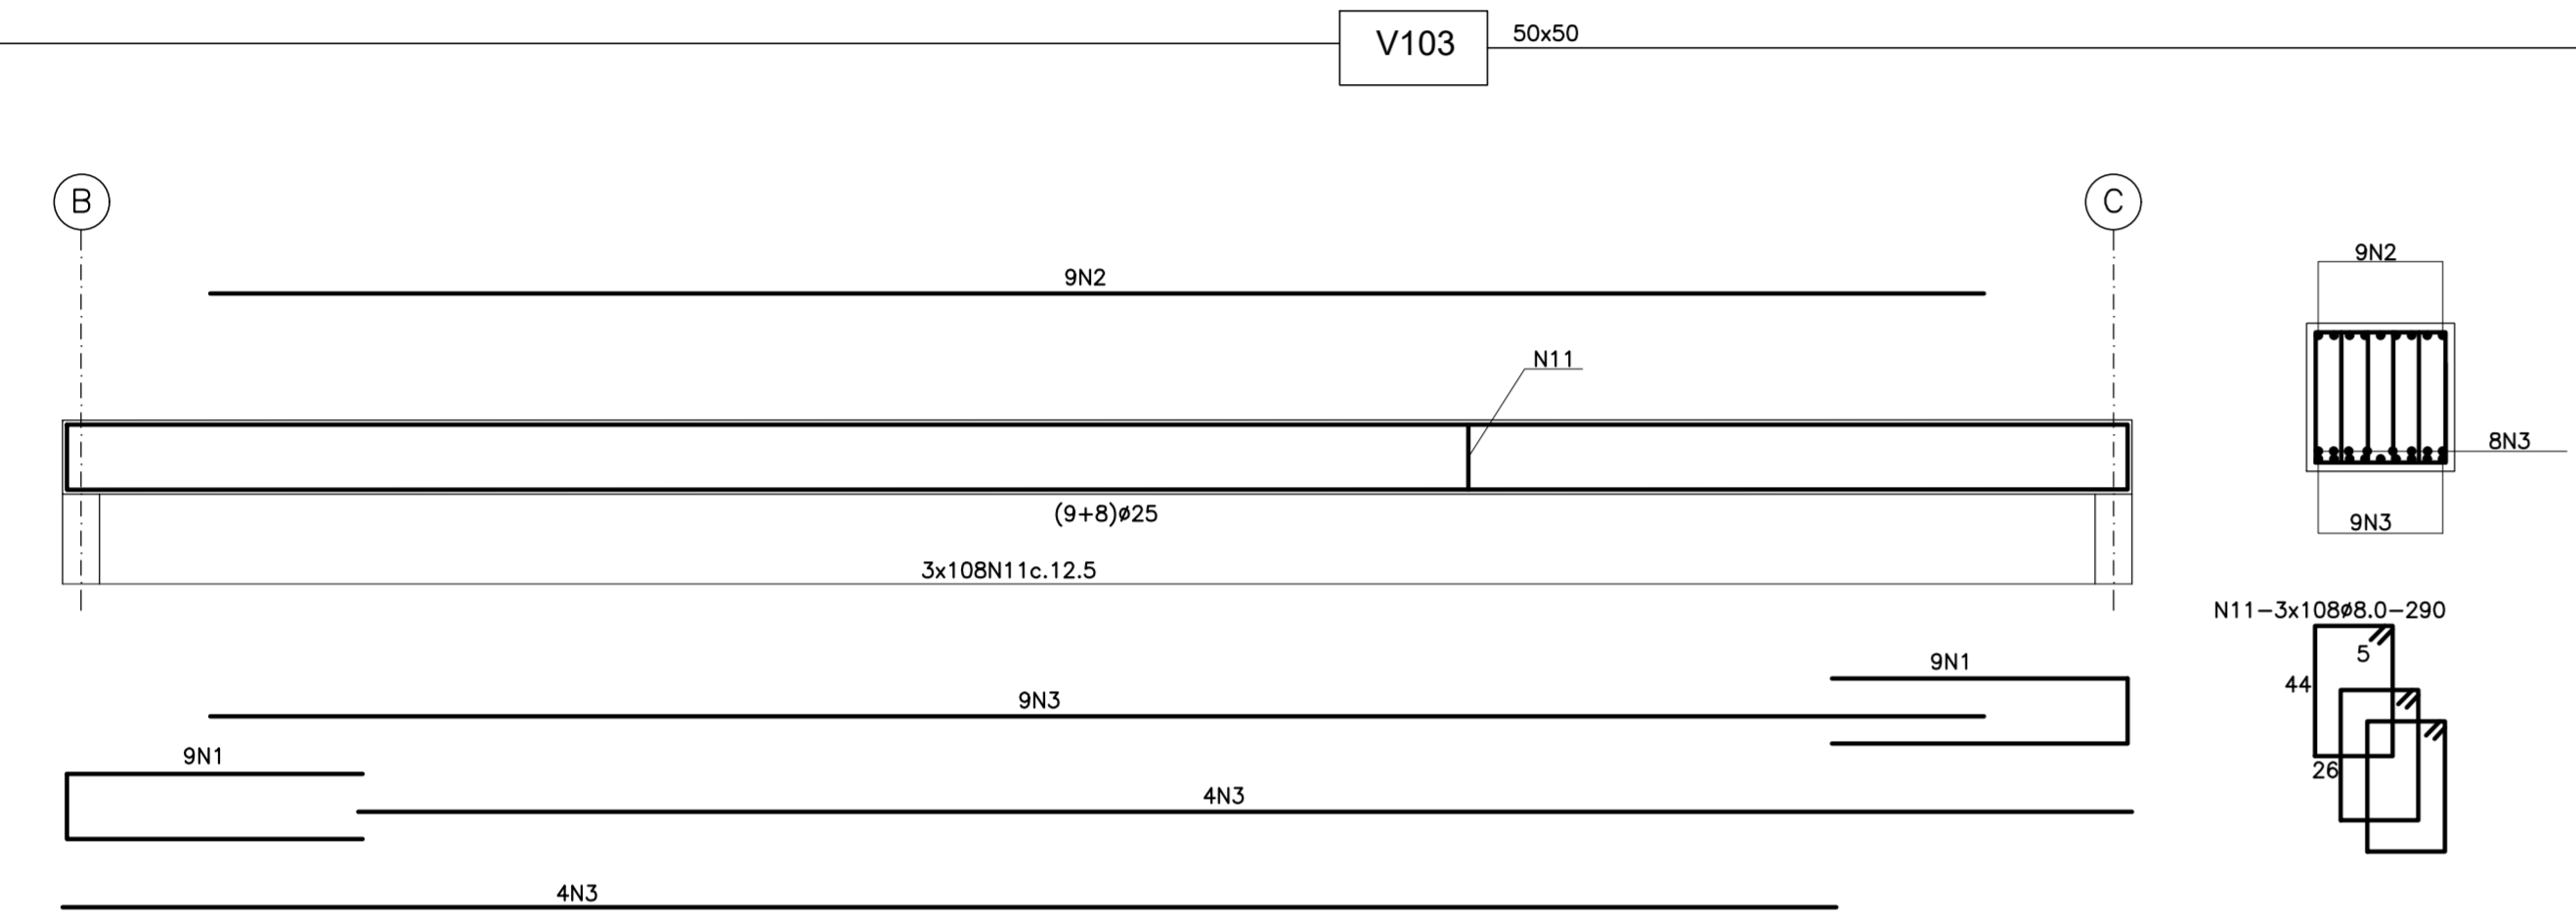 V103
50x50
B
C
9N2
9N2
N11
8N3
(9+8)ø25
9N3
3x108N11c.12.5
N11-3x108ø8.0-290
5
44
26
9N1
9N3
9N1
4N3
4N3